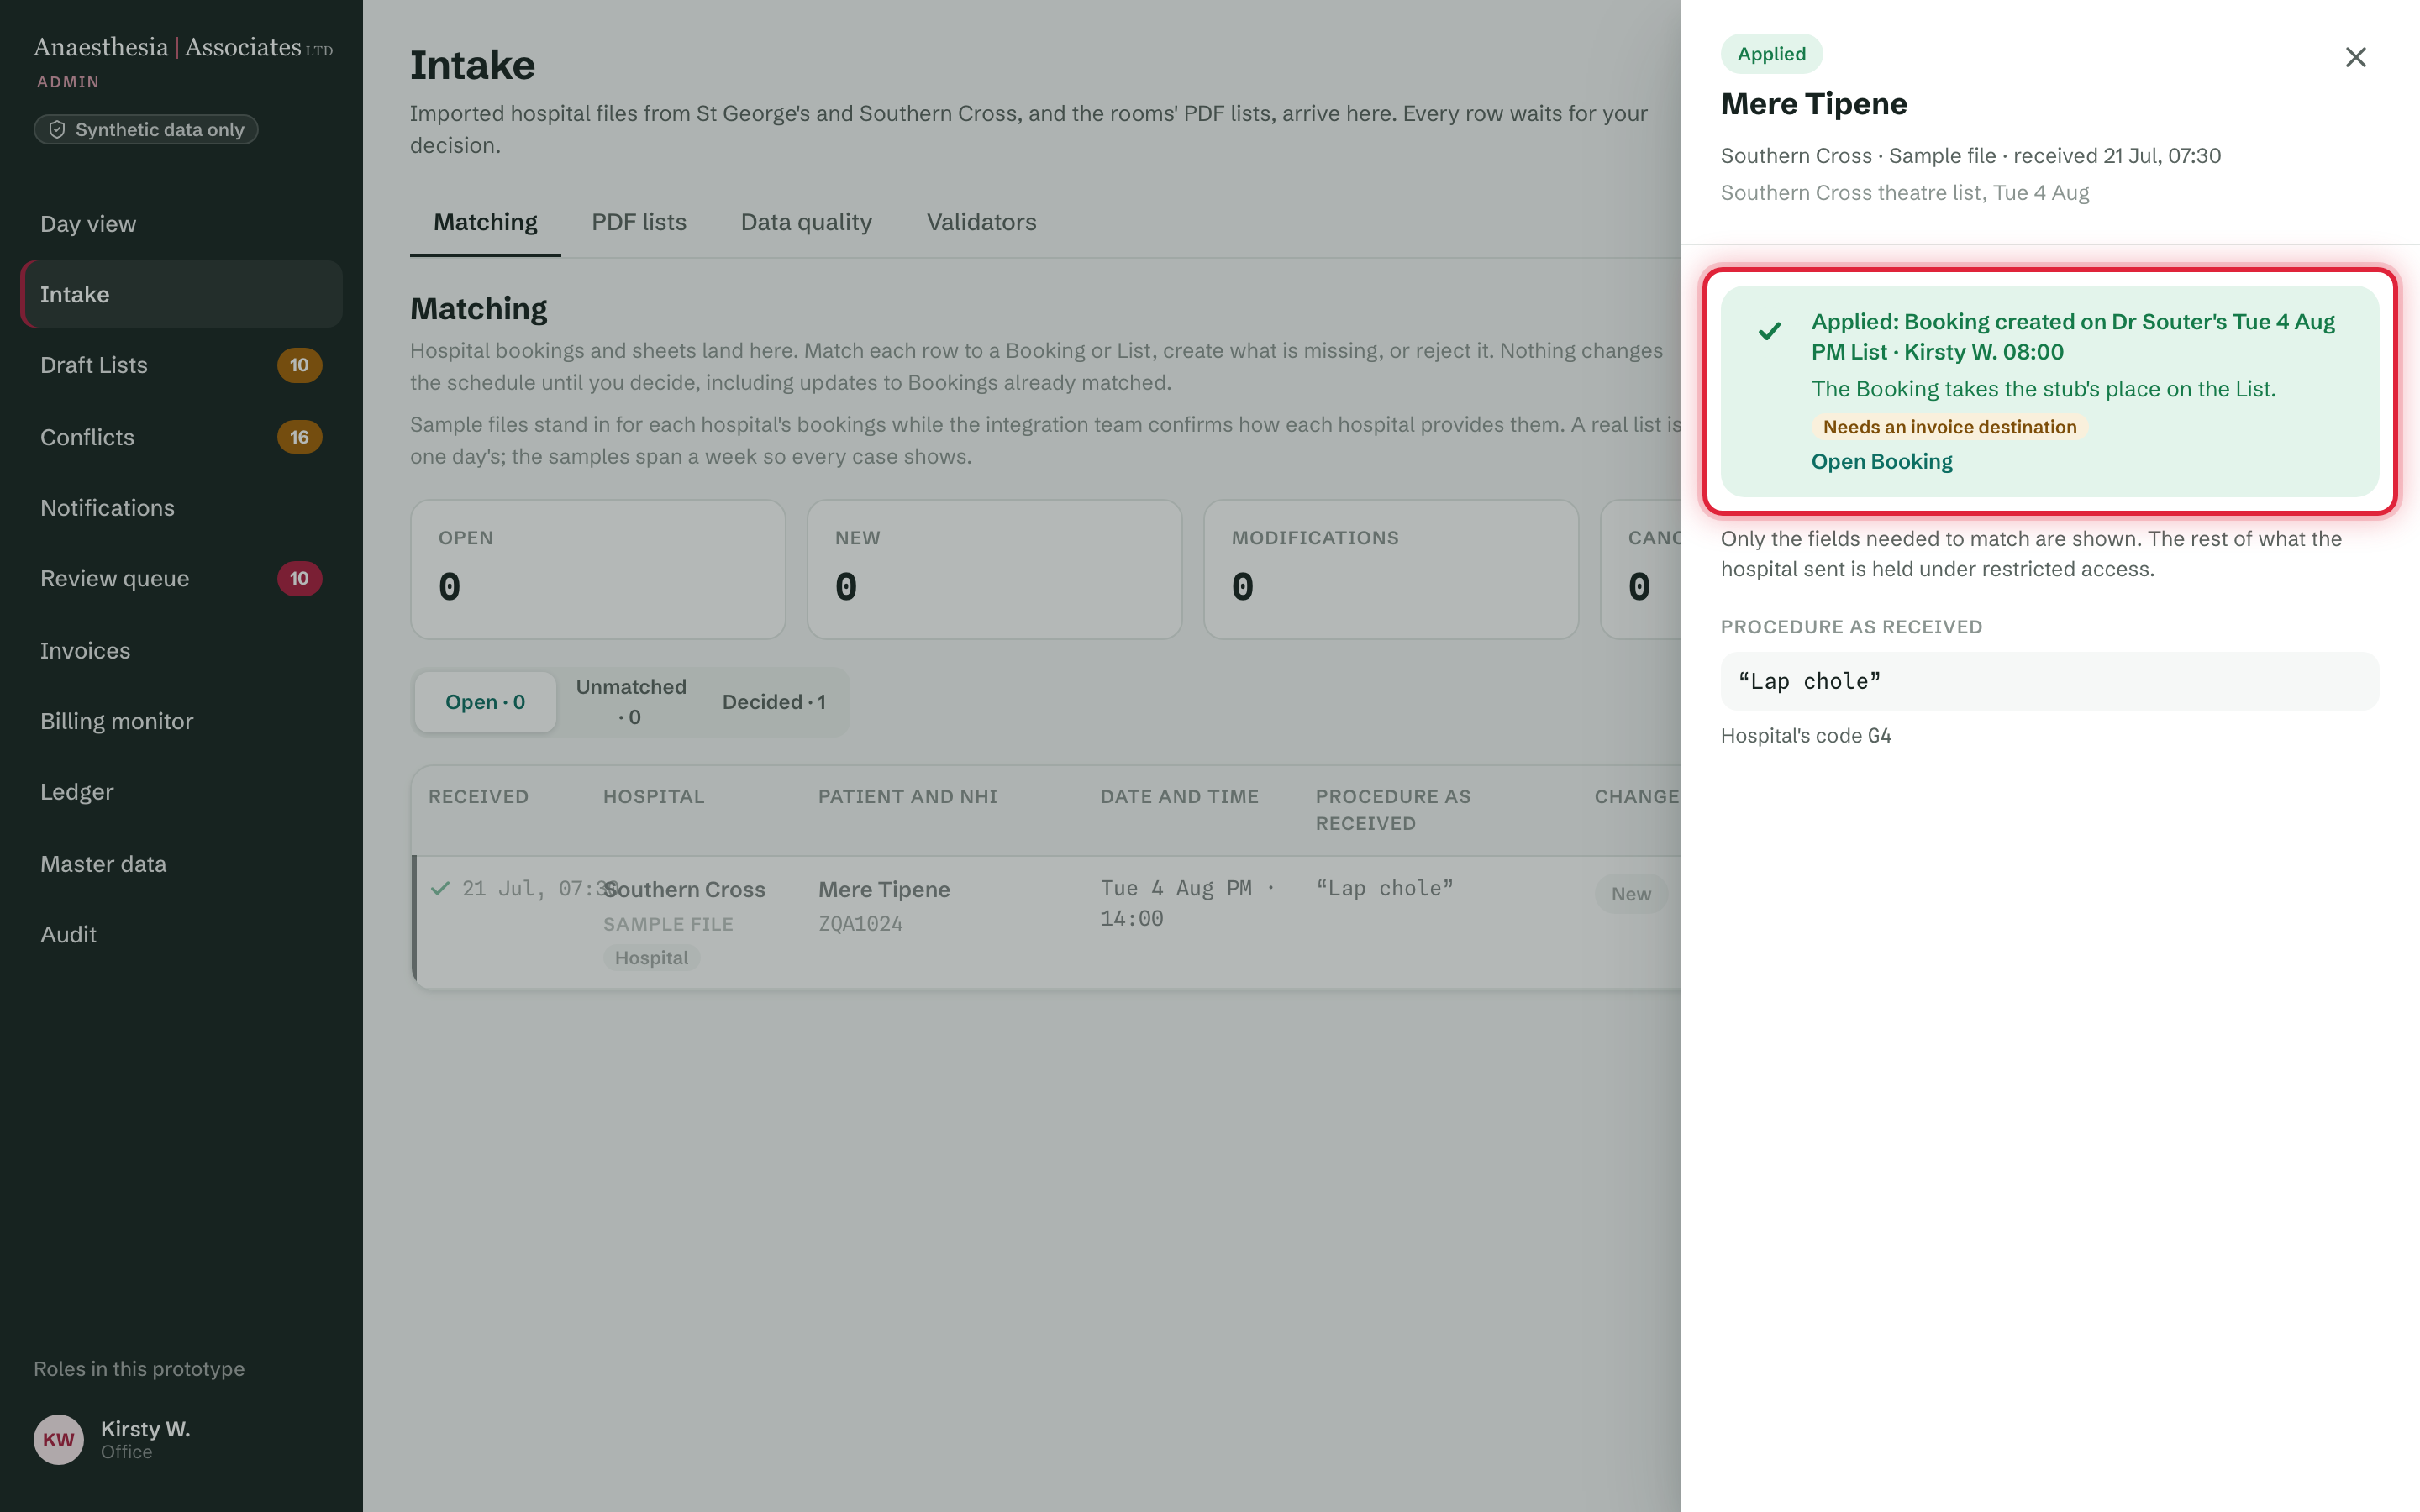 Anaesthesia | Associates LTD
ADMIN
Synthetic data only
Day view
Intake
Draft Lists 10
Conflicts 16
Notifications
Review queue 10
Invoices
Billing monitor
Ledger
Master data
Audit
Roles in this prototype
KW
Kirsty W.
Office
Intake
Imported hospital files from St George's and Southern Cross, and the rooms' PDF lists, arrive here. Every row waits for your
decision.
Matching PDF lists Data quality Validators
Matching
Hospital bookings and sheets land here. Match each row to a Booking or List, create what is missing, or reject it. Nothing changes
the schedule until you decide, including updates to Bookings already matched.
Sample files stand in for each hospital's bookings while the integration team confirms how each hospital provides them. A real list is
one day's; the samples span a week so every case shows.
OPEN NEW MODIFICATIONS CANC
0 0 0 0
Open · 0 Unmatched
· 0 Decided · 1
RECEIVED HOSPITAL PATIENT AND NHI DATE AND TIME PROCEDURE AS
RECEIVED CHANGE
21 Jul, 07:30 Southern Cross Mere Tipene Tue 4 Aug PM · “Lap chole” New
SAMPLE FILE ZQA1024 14:00
Hospital
Applied
Mere Tipene
Southern Cross · Sample file · received 21 Jul, 07:30
Southern Cross theatre list, Tue 4 Aug
Applied: Booking created on Dr Souter's Tue 4 Aug
PM List · Kirsty W. 08:00
The Booking takes the stub's place on the List.
Needs an invoice destination
Open Booking
Only the fields needed to match are shown. The rest of what the
hospital sent is held under restricted access.
PROCEDURE AS RECEIVED
“Lap chole”
Hospital's code G4